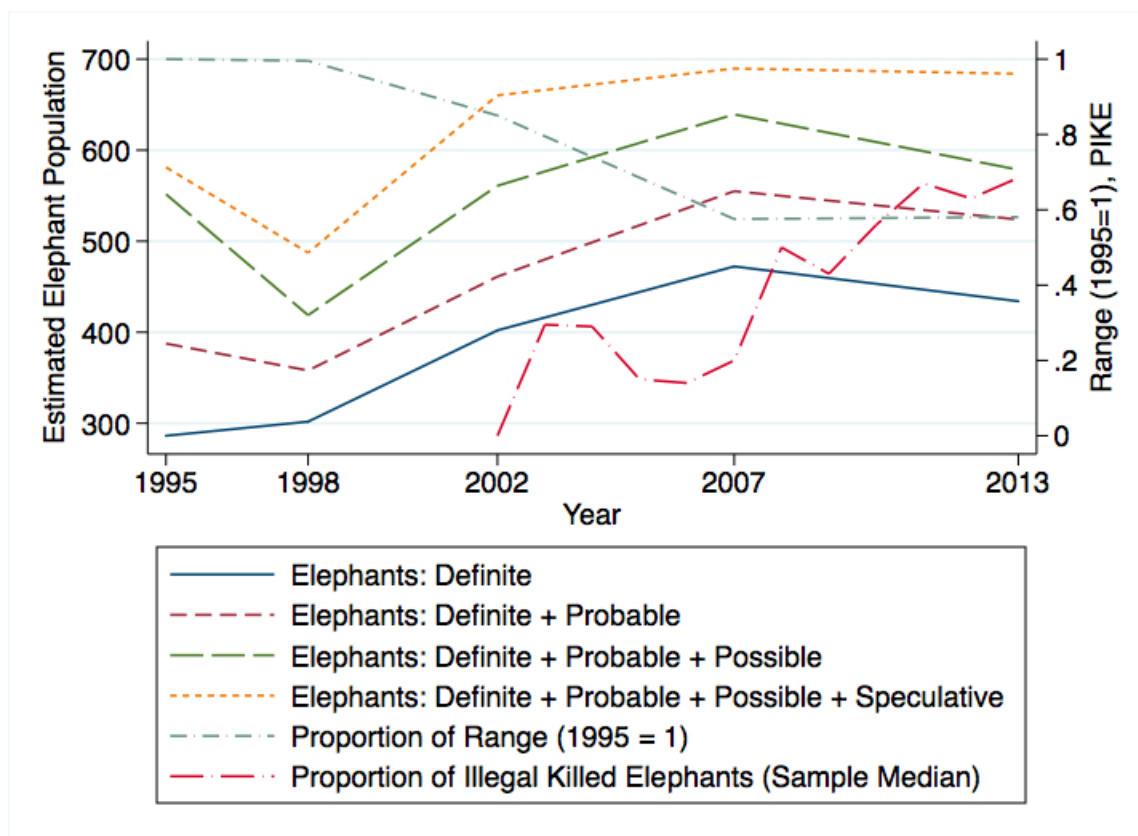 Estimated Elephant Population
700
600
500
400
300
1
.8
.6
.4
.2
0
Range (1995=1), PIKE
1995 1998 2002 2007 2013
Year
Elephants: Definite
Elephants: Definite + Probable
Elephants: Definite + Probable + Possible
Elephants: Definite + Probable + Possible + Speculative
Proportion of Range (1995 = 1)
Proportion of Illegal Killed Elephants (Sample Median)